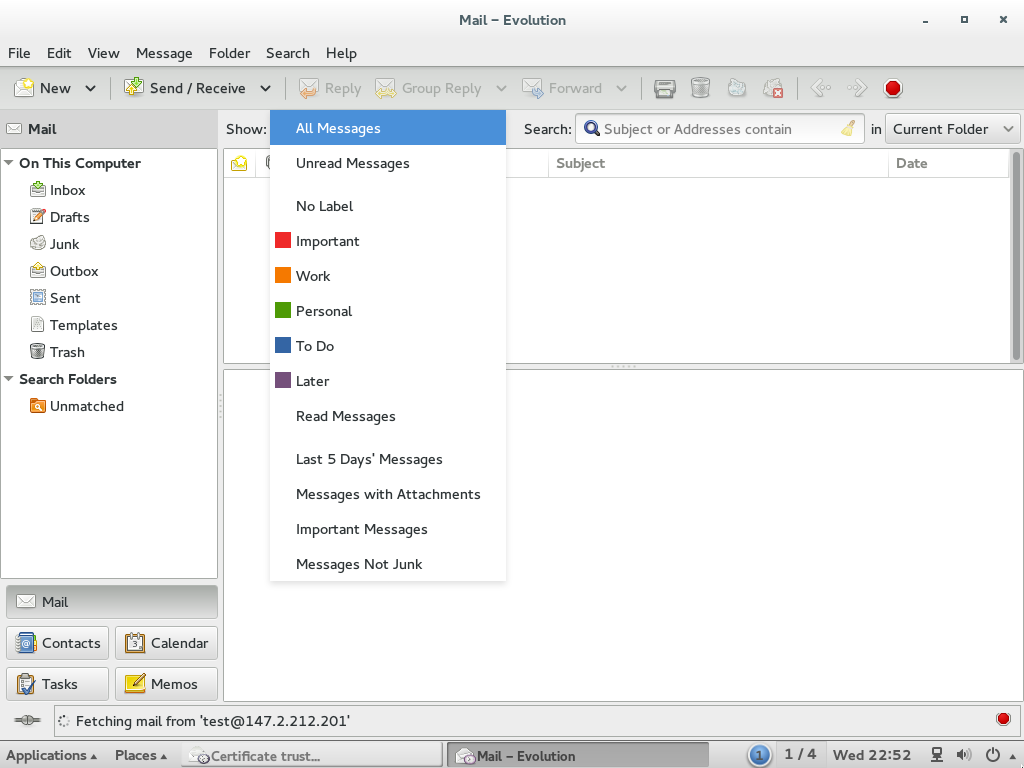 Mail – Evolution
File Edit View Message Folder Search Help
New Send / Receive Reply Group Reply Forward
Mail
Show:
Search: Subject or Addresses contain in Current Folder
All Messages
Unread Messages
No Label
Important
Work
Personal
To Do
Later
Read Messages
Last 5 Days' Messages
Messages with Attachments
Important Messages
Messages Not Junk
Subject Date
On This Computer
Inbox
Drafts
Junk
Outbox
Sent
Templates
Trash
Search Folders
Unmatched
Mail
Contacts Calendar
Tasks Memos
Fetching mail from 'test@147.2.212.201'
Applications Places Certificate trust... Mail – Evolution 1 1 / 4 Wed 22:52